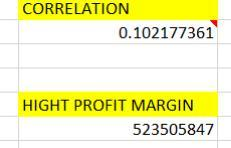 CORRELATION
0.102177361
HIGHT PROFIT MARGIN
523505847